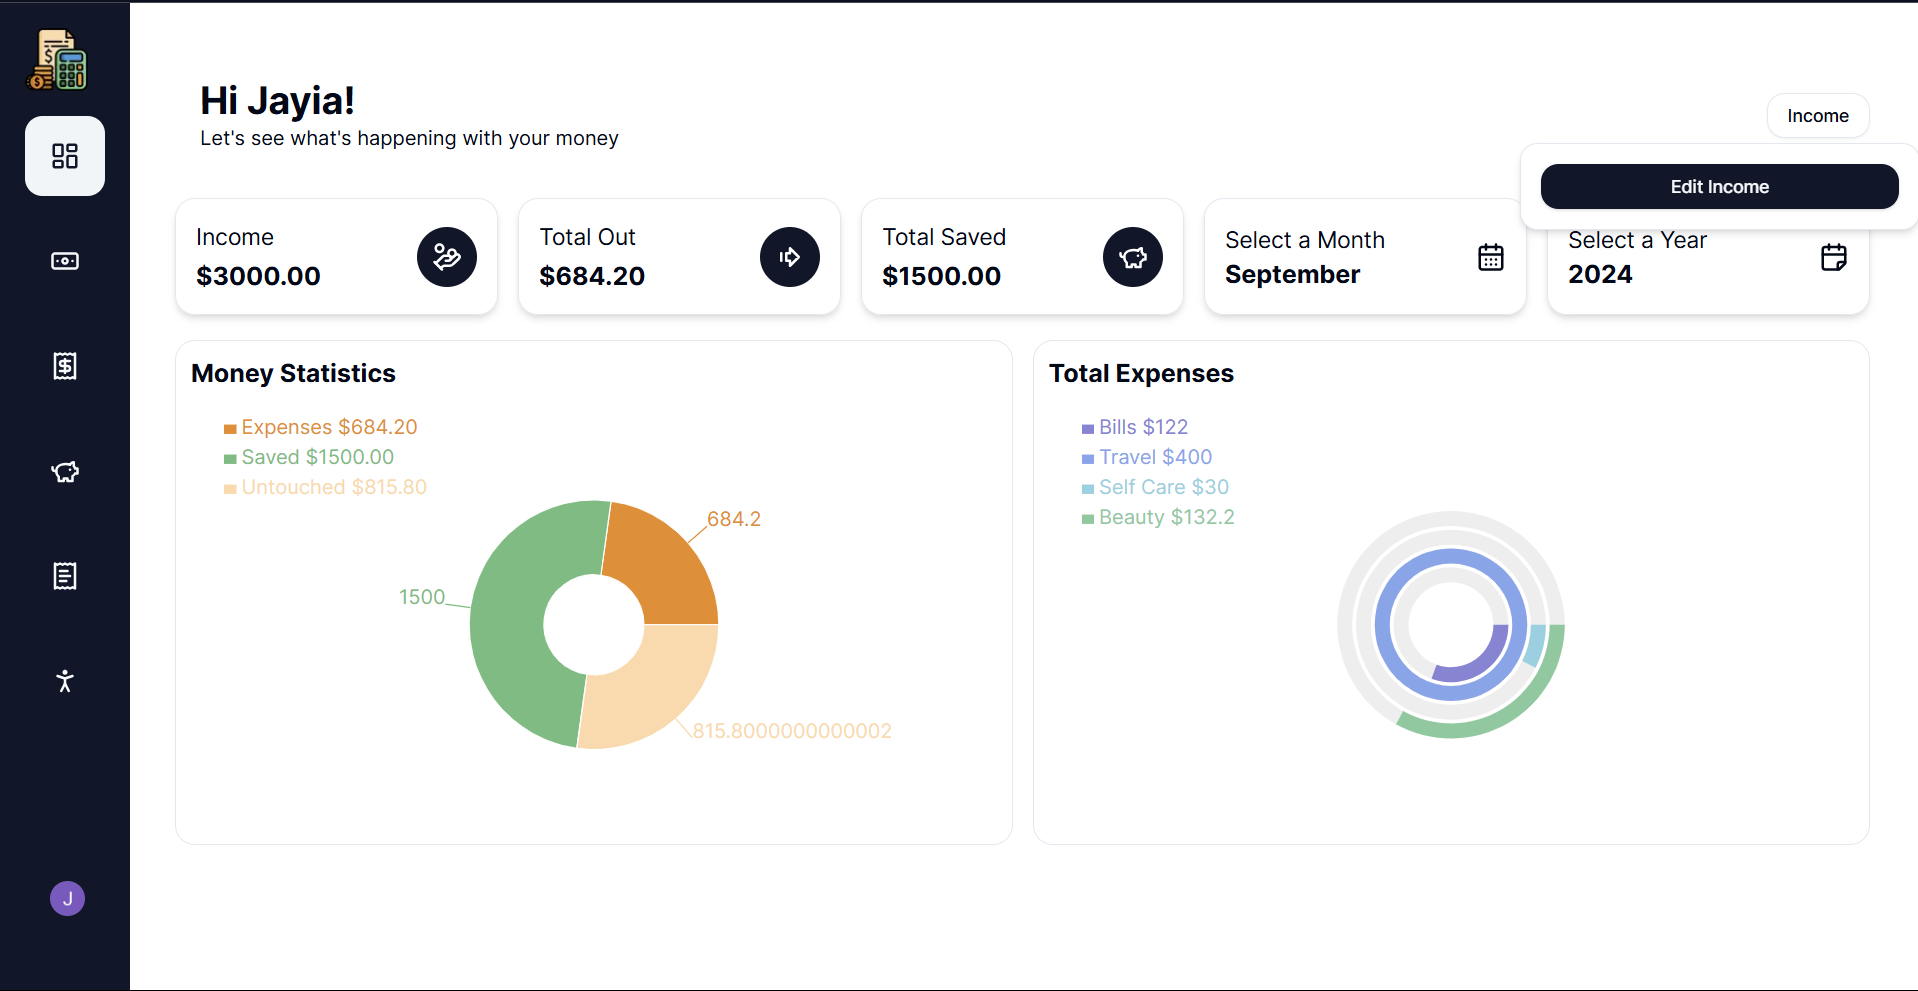 Hi Jayia!
Let's see what's happening with your money
Income
Edit Income
Income
$3000.00
Total Out
$684.20
Total Saved
$1500.00
Select a Month
September
Select a Year
2024
Money Statistics
Expenses $684.20
Saved $1500.00
Untouched $815.80
684.2
1500
815.8000000000002
Total Expenses
Bills $122
Travel $400
Self Care $30
Beauty $132.2
J